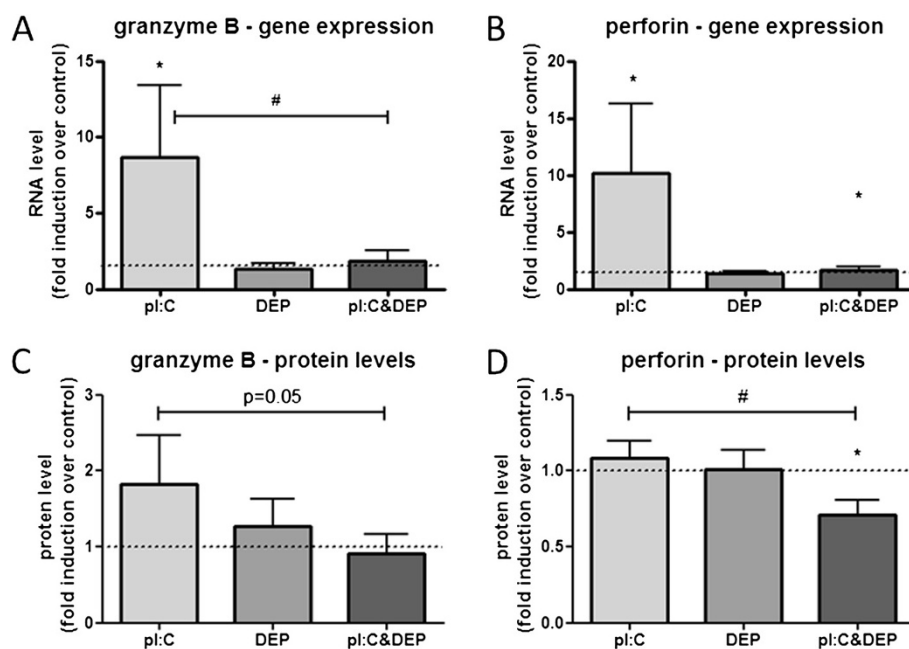 A
granzyme B - gene expression
RNA level
(fold induction over control)
15
10
5
0
*
#
pI:C
DEP
pI:C&DEP
B
perforin - gene expression
RNA level
(fold induction over control)
20
15
10
5
0
*
*
pI:C
DEP
pI:C&DEP
C
granzyme B - protein levels
proten level
(fold induction over control)
3
2
1
0
p=0.05
pI:C
DEP
pI:C&DEP
D
perforin - protein levels
proten level
(fold induction over control)
1.5
1.0
0.5
0.0
#
*
pI:C
DEP
pI:C&DEP